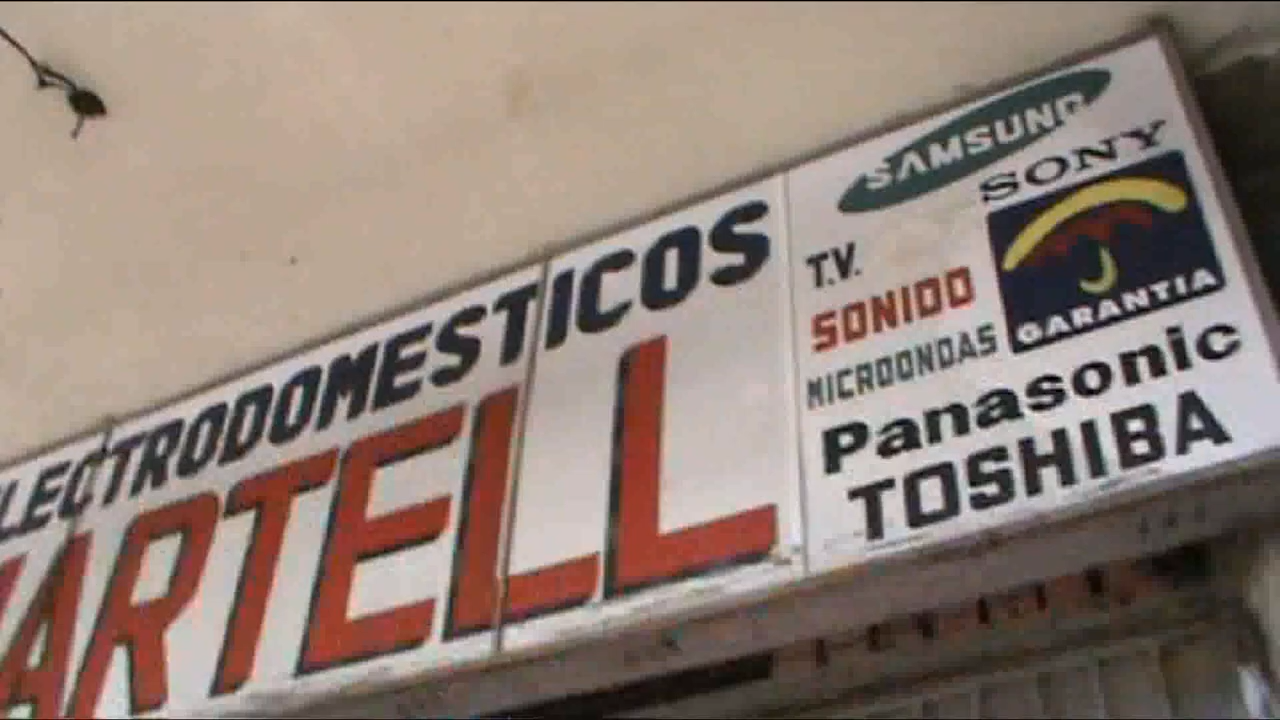 LECTRODOMESTICOS
ARTELL
SAMSUNG
SONY
T.V.
SONIDO
MICROONDAS
GARANTIA
Panasonic
TOSHIBA